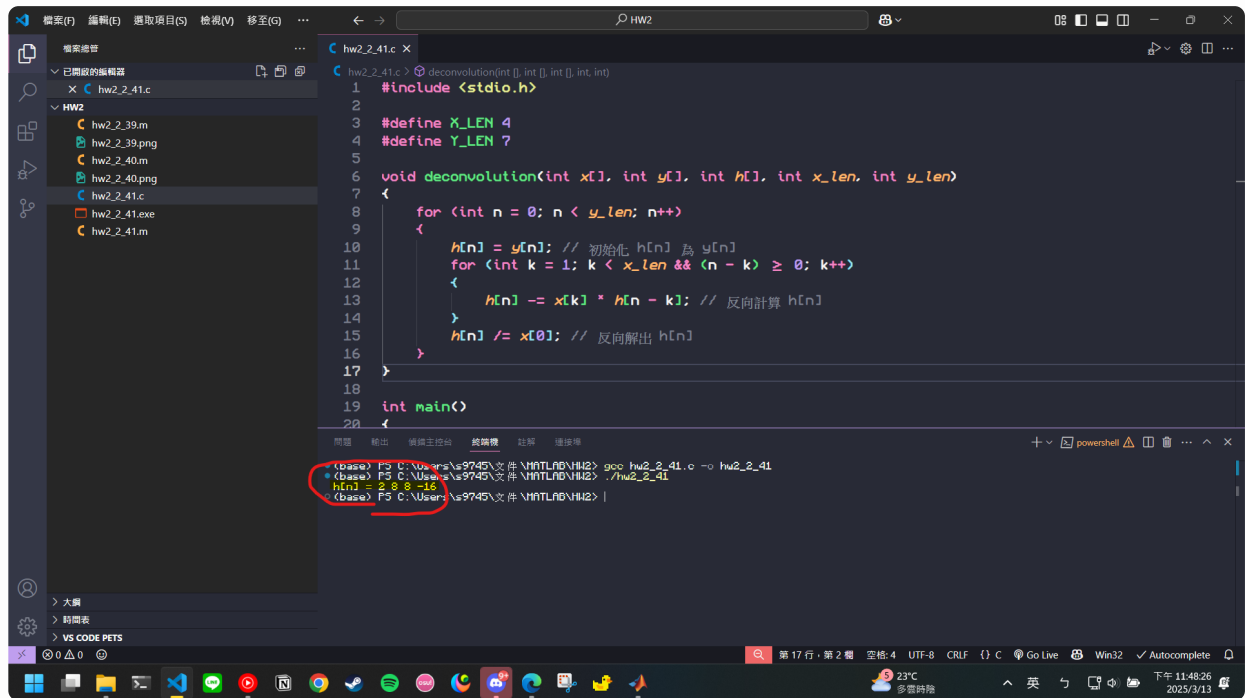 檔案(F) 編輯(E) 選取項目(S) 檢視(V) 移至(G) ··· HW2
檔案總管 ···
已開啟的編輯器
hw2_2_41.c
HW2
hw2_2_39.m
hw2_2_39.png
hw2_2_40.m
hw2_2_40.png
hw2_2_41.c
hw2_2_41.exe
hw2_2_41.m
大綱
時間表
VS CODE PETS
hw2_2_41.c
hw2_2_41.c > deconvolution(int [], int [], int [], int, int)
1 #include <stdio.h>
2
3 #define X_LEN 4
4 #define Y_LEN 7
5
6 void deconvolution(int x[], int y[], int h[], int x_len, int y_len)
7 {
8 for (int n = 0; n < y_len; n++)
9 {
10 h[n] = y[n]; // 初始化 h[n] 為 y[n]
11 for (int k = 1; k < x_len && (n - k) ≥ 0; k++)
12 {
13 h[n] -= x[k] * h[n - k]; // 反向計算 h[n]
14 }
15 h[n] /= x[0]; // 反向解出 h[n]
16 }
17 }
18
19 int main()
20 {
問題 輸出 偵錯主控台 終端機 註解 連接埠 powershell
(base) PS C:\Users\s9745\文件\MATLAB\HW2> gcc hw2_2_41.c -o hw2_2_41
(base) PS C:\Users\s9745\文件\MATLAB\HW2> ./hw2_2_41
h[n] = 2 8 8 -16
(base) PS C:\Users\s9745\文件\MATLAB\HW2>
0 0 第 17 行，第 2 欄 空格: 4 UTF-8 CRLF {} C Go Live Win32 Autocomplete
5 23°C 英 ㄅ 下午 11:48:26
多雲時陰 2025/3/13